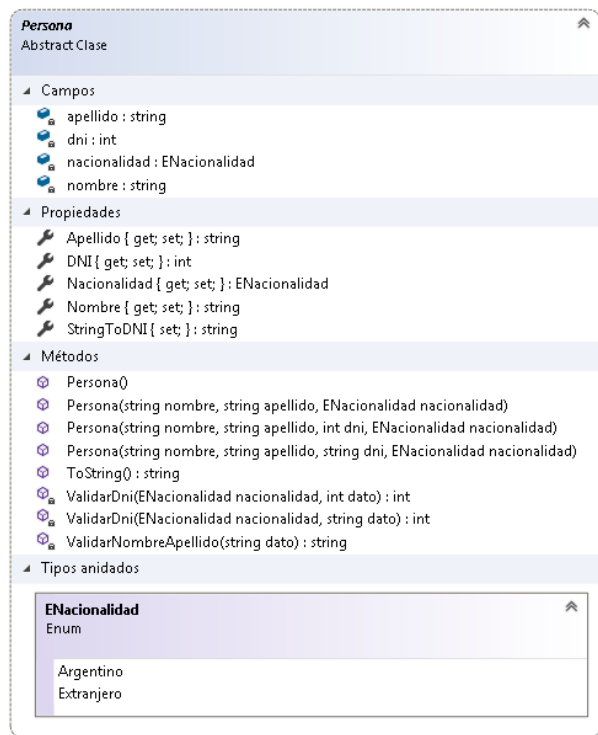 Persona
Abstract Clase
Campos
apellido : string
dni : int
nacionalidad : ENacionalidad
nombre : string
Propiedades
Apellido { get; set; } : string
DNI { get; set; } : int
Nacionalidad { get; set; } : ENacionalidad
Nombre { get; set; } : string
StringToDNI { set; } : string
Métodos
Persona()
Persona(string nombre, string apellido, ENacionalidad nacionalidad)
Persona(string nombre, string apellido, int dni, ENacionalidad nacionalidad)
Persona(string nombre, string apellido, string dni, ENacionalidad nacionalidad)
ToString() : string
ValidarDni(ENacionalidad nacionalidad, int dato) : int
ValidarDni(ENacionalidad nacionalidad, string dato) : int
ValidarNombreApellido(string dato) : string
Tipos anidados
ENacionalidad
Enum
Argentino
Extranjero